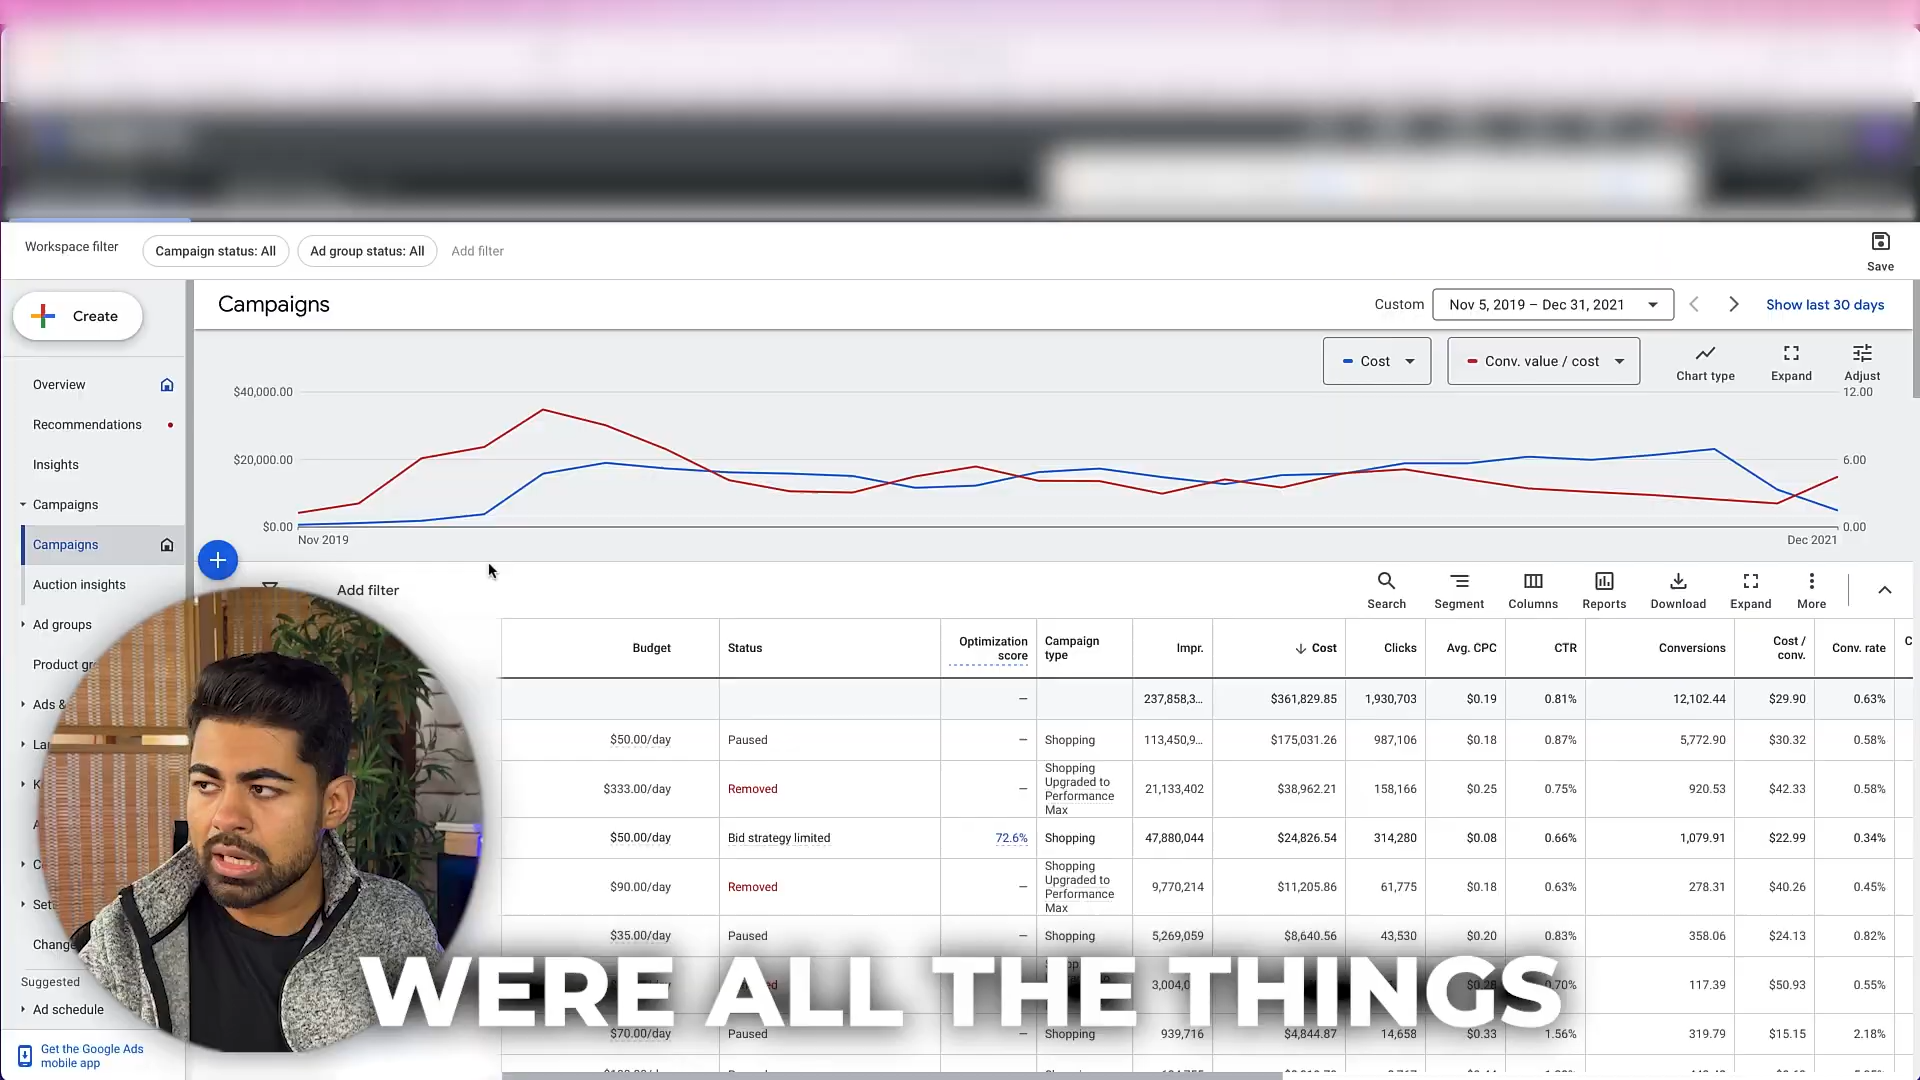 Workspace filter
Campaign status: All
Ad group status: All
Add filter
Save
Create
Campaigns
Custom
Nov 5, 2019 – Dec 31, 2021
Show last 30 days
Cost
Conv. value / cost
Chart type
Expand
Adjust
$40,000.00
12.00
$20,000.00
6.00
$0.00
0.00
Nov 2019
Dec 2021
Overview
Recommendations
Insights
Campaigns
Campaigns
Auction insights
Ad groups
Product gr
Ads &
Change
Suggested
Ad schedule
Get the Google Ads
mobile app
Add filter
Search
Segment
Columns
Reports
Download
Expand
More
Budget Status Optimization score Campaign type Impr. Cost Clicks Avg. CPC CTR Conversions Cost / conv. Conv. rate C
— 237,858,3... $361,829.85 1,930,703 $0.19 0.81% 12,102.44 $29.90 0.63%
$50.00/day Paused — Shopping 113,450,9... $175,031.26 987,106 $0.18 0.87% 5,772.90 $30.32 0.58%
$333.00/day Removed — Shopping Upgraded to Performance Max 21,133,402 $38,962.21 158,166 $0.25 0.75% 920.53 $42.33 0.58%
$50.00/day Bid strategy limited 72.6% Shopping 47,880,044 $24,826.54 314,280 $0.08 0.66% 1,079.91 $22.99 0.34%
$90.00/day Removed — Shopping Upgraded to Performance Max 9,770,214 $11,205.86 61,775 $0.18 0.63% 278.31 $40.26 0.45%
$35.00/day Paused — Shopping 5,269,059 $8,640.56 43,530 $0.20 0.83% 358.06 $24.13 0.82%
117.39 $50.93 0.55%
$70.00/day Paused — Shopping 939,716 $4,844.87 14,658 $0.33 1.56% 319.79 $15.15 2.18%
WERE ALL THE THINGS